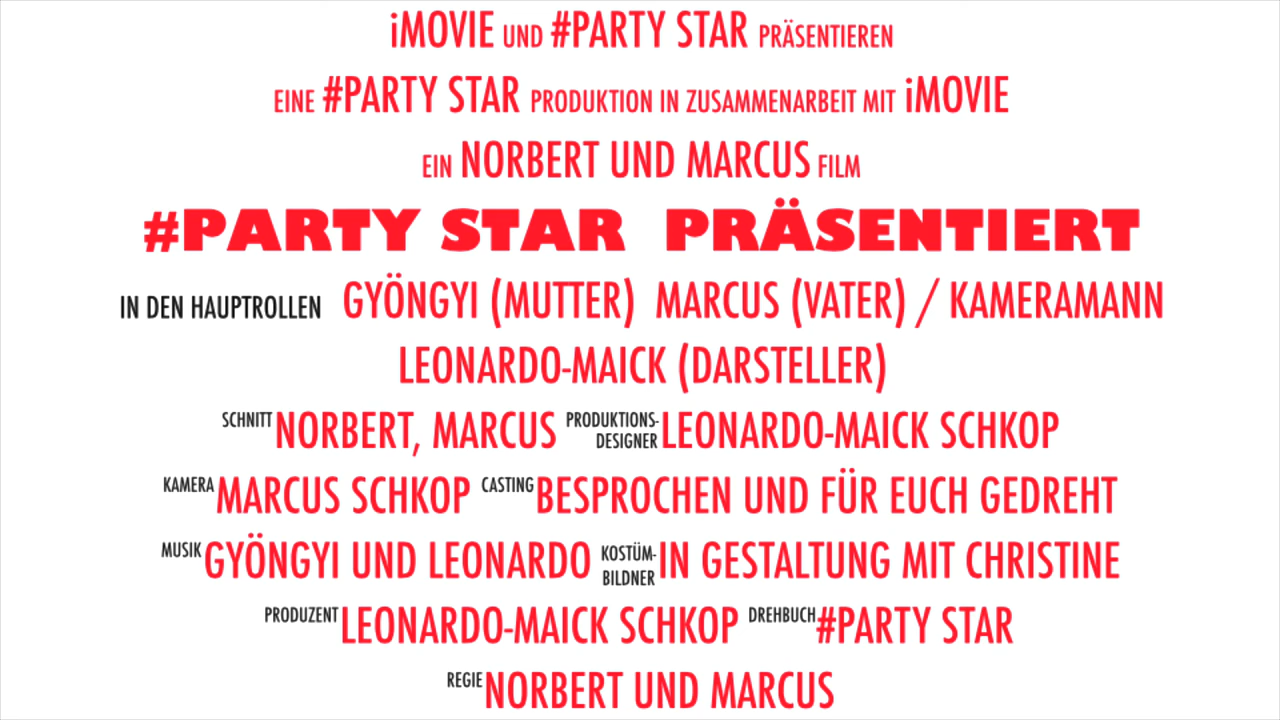 iMOVIE UND #PARTY STAR PRÄSENTIEREN
EINE #PARTY STAR PRODUKTION IN ZUSAMMENARBEIT MIT iMOVIE
EIN NORBERT UND MARCUS FILM
#PARTY STAR PRÄSENTIERT
IN DEN HAUPTROLLEN GYÖNGYI (MUTTER) MARCUS (VATER) / KAMERAMANN
LEONARDO-MAICK (DARSTELLER)
SCHNITT NORBERT, MARCUS PRODUKTIONS-DESIGNER LEONARDO-MAICK SCHKOP
KAMERA MARCUS SCHKOP CASTING BESPROCHEN UND FÜR EUCH GEDREHT
MUSIK GYÖNGYI UND LEONARDO KOSTÜM-BILDNER IN GESTALTUNG MIT CHRISTINE
PRODUZENT LEONARDO-MAICK SCHKOP DREHBUCH #PARTY STAR
REGIE NORBERT UND MARCUS